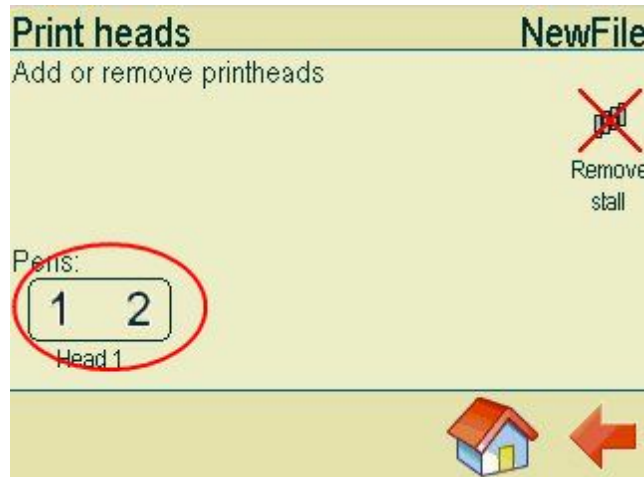 Print heads NewFile
Add or remove printheads
Remove
stall
Pens:
1 2
Head 1